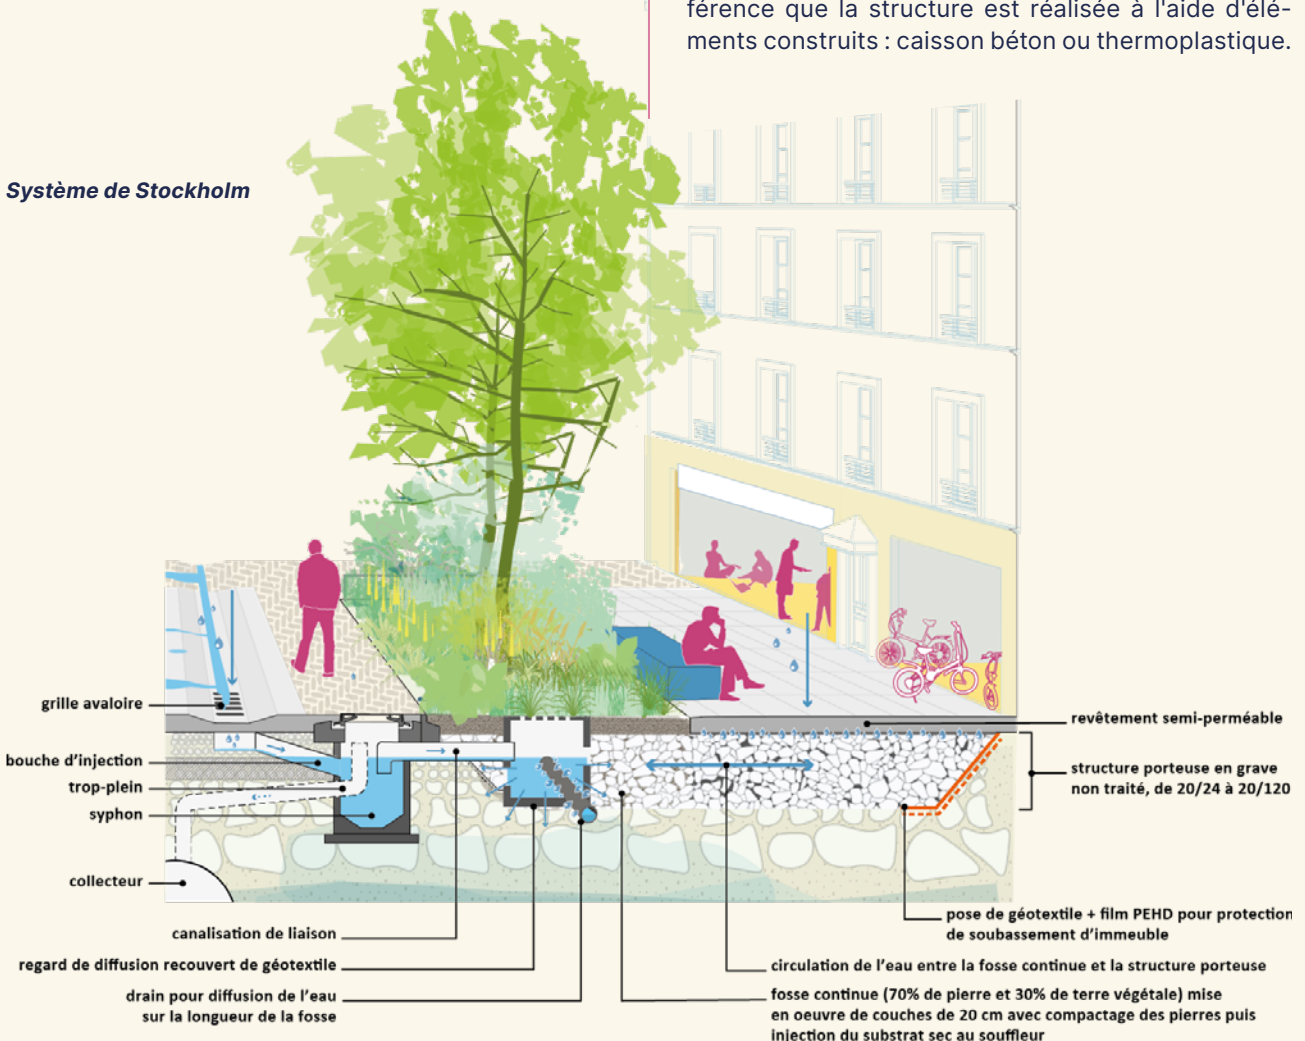 férence que la structure est réalisée à l'aide d'élé-
ments construits : caisson béton ou thermoplastique.
Système de Stockholm
grille avaloire
bouche d'injection
trop-plein
syphon
collecteur
canalisation de liaison
regard de diffusion recouvert de géotextile
drain pour diffusion de l'eau
sur la longueur de la fosse
revêtement semi-perméable
structure porteuse en grave
non traité, de 20/24 à 20/120
pose de géotextile + film PEHD pour protection
de soubassement d'immeuble
circulation de l'eau entre la fosse continue et la structure porteuse
fosse continue (70% de pierre et 30% de terre végétale) mise
en oeuvre de couches de 20 cm avec compactage des pierres puis
injection du substrat sec au souffleur